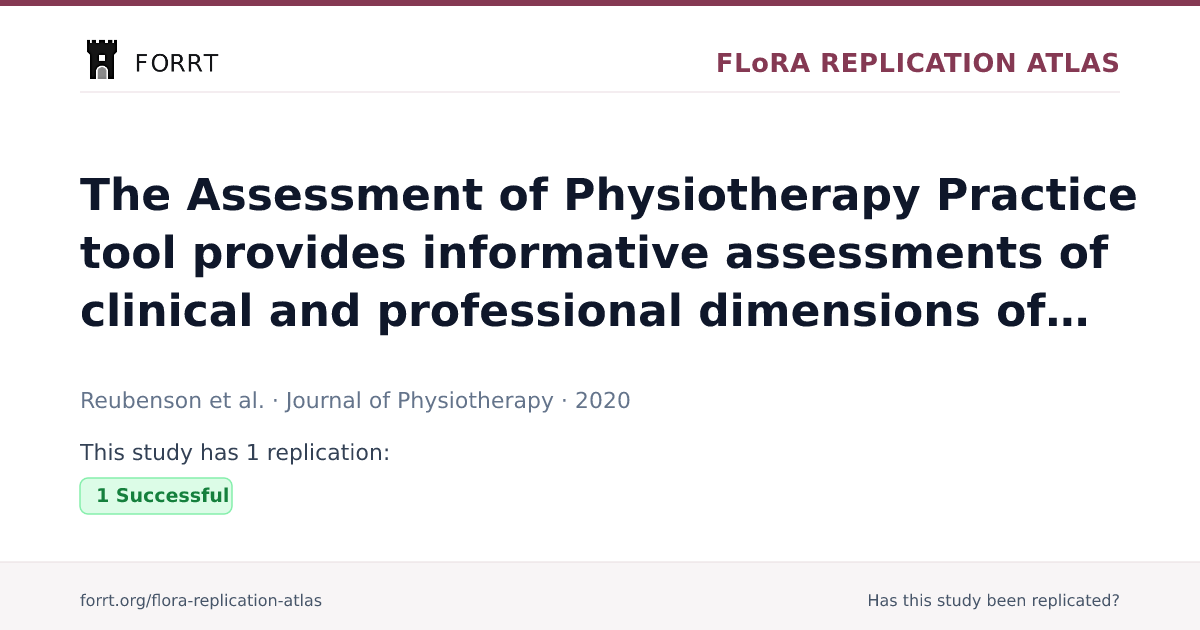 FORRT
FLoRA REPLICATION ATLAS
The Assessment of Physiotherapy Practice
tool provides informative assessments of
clinical and professional dimensions of…
Reubenson et al. · Journal of Physiotherapy · 2020
This study has 1 replication:
1 Successful
forrt.org/flora-replication-atlas
Has this study been replicated?